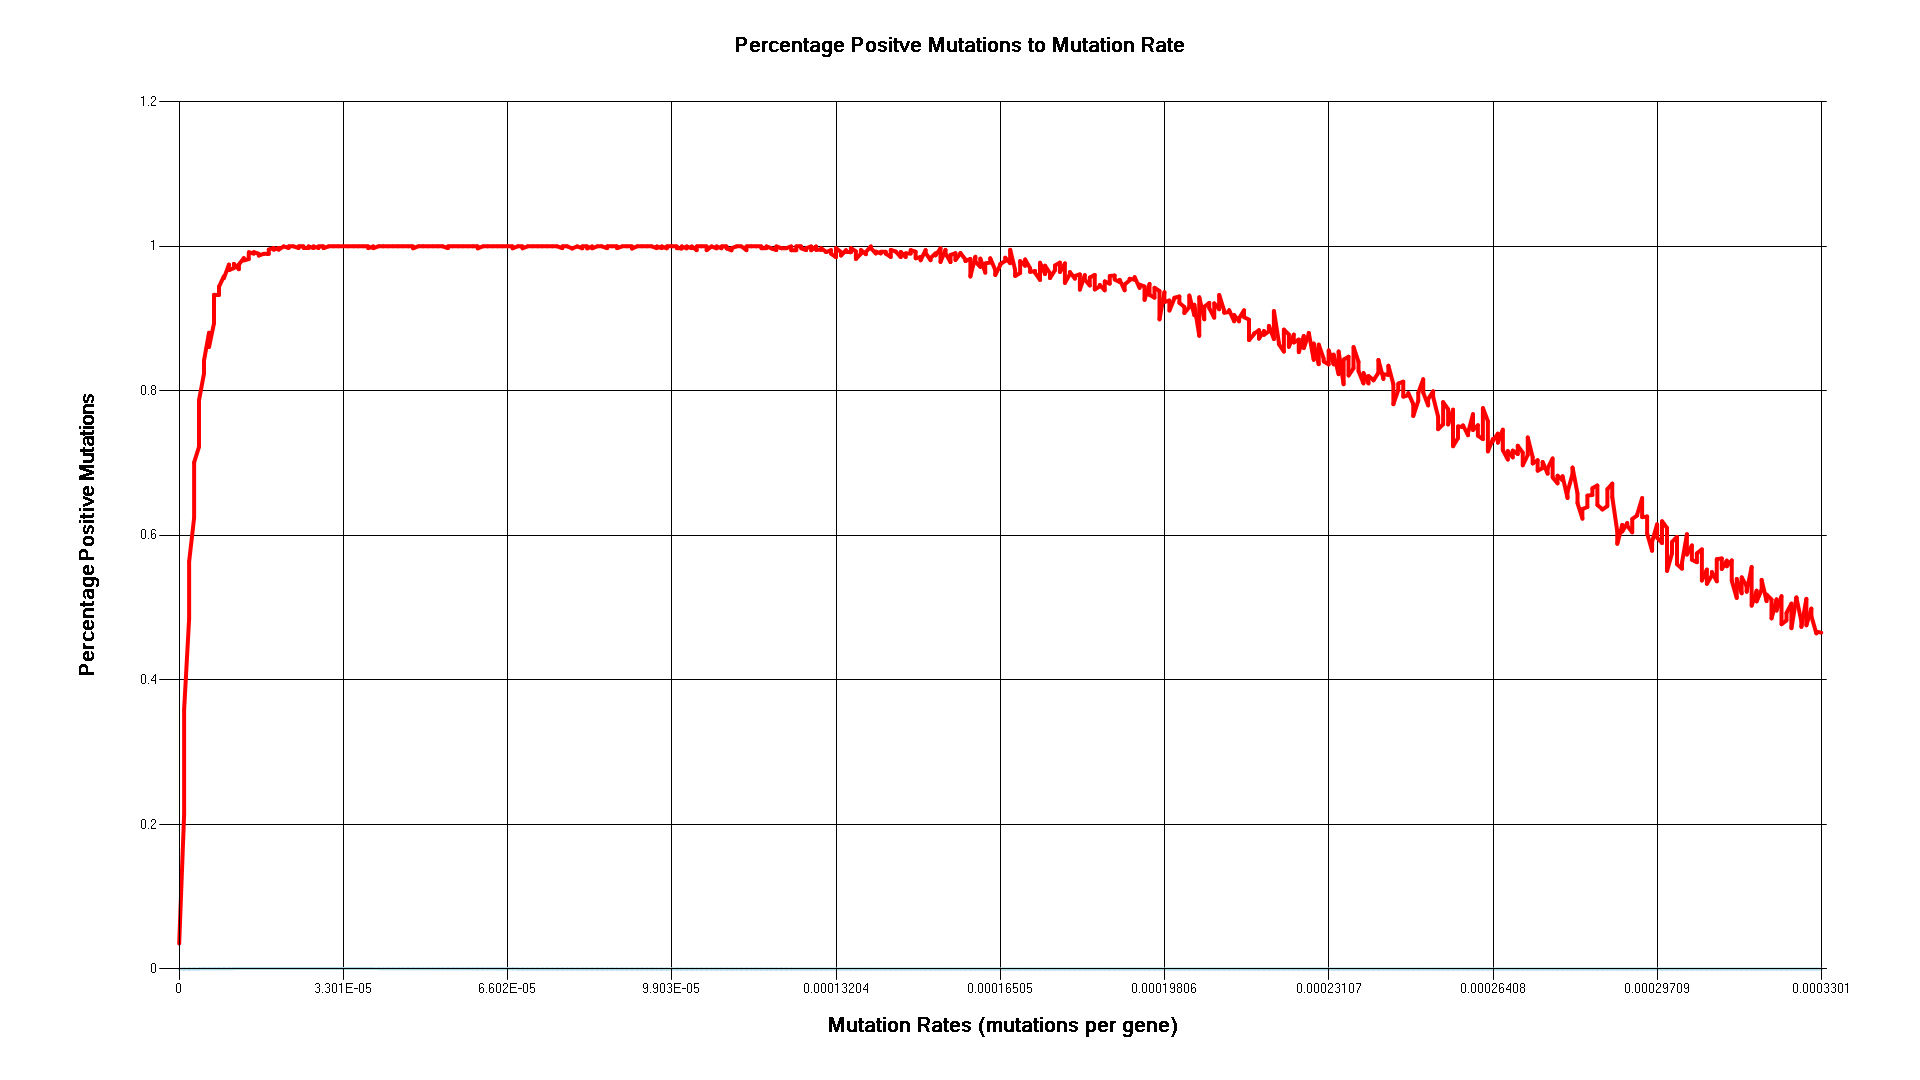 Percentage Positve Mutations to Mutation Rate
1.2
1
0.8
0.6
0.4
0.2
0
Percentage Positive Mutations
0 3.301E-05 6.602E-05 9.903E-05 0.00013204 0.00016505 0.00019806 0.00023107 0.00026408 0.00029709 0.0003301
Mutation Rates (mutations per gene)